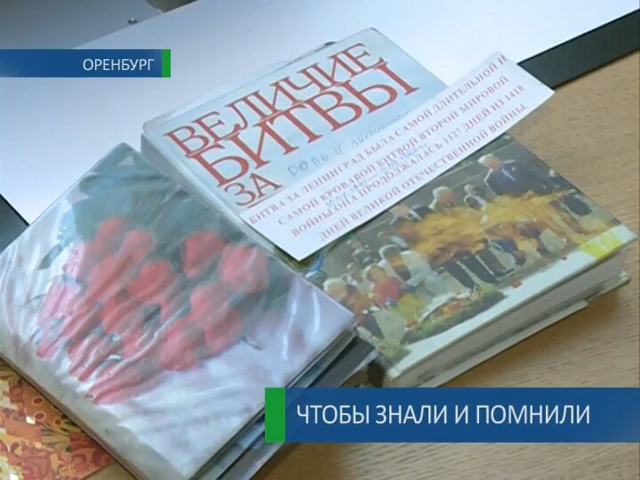 ОРЕНБУРГ
ВЕЛИЧИЕ
БИТВЫ
ЗА
БИТВА ЗА ЛЕНИНГРАД БЫЛА САМОЙ ДЛИТЕЛЬНОЙ И
САМОЙ КРОВАВОЙ БИТВОЙ ВТОРОЙ МИРОВОЙ
ВОЙНЫ. ОНА ПРОДОЛЖАЛАСЬ 1127 ДНЕЙ ИЗ 1418
ДНЕЙ ВЕЛИКОЙ ОТЕЧЕСТВЕННОЙ ВОЙНЫ.
ЧТОБЫ ЗНАЛИ И ПОМНИЛИ